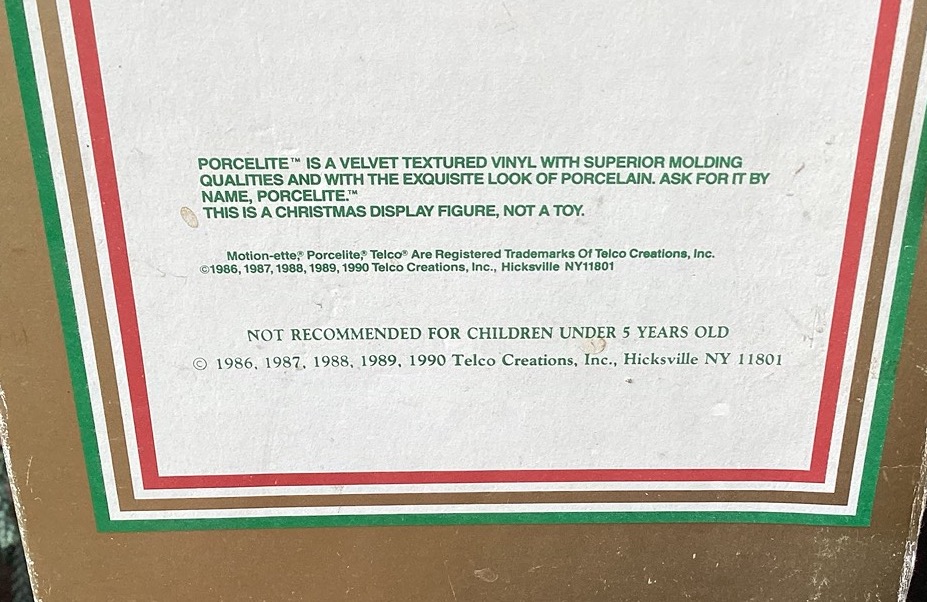 PORCELITE™ IS A VELVET TEXTURED VINYL WITH SUPERIOR MOLDING
QUALITIES AND WITH THE EXQUISITE LOOK OF PORCELAIN. ASK FOR IT BY
NAME, PORCELITE.™
THIS IS A CHRISTMAS DISPLAY FIGURE, NOT A TOY.
Motion-ette,® Porcelite,® Telco® Are Registered Trademarks Of Telco Creations, Inc.
©1986, 1987, 1988, 1989, 1990 Telco Creations, Inc., Hicksville NY11801
NOT RECOMMENDED FOR CHILDREN UNDER 5 YEARS OLD
© 1986, 1987, 1988, 1989, 1990 Telco Creations, Inc., Hicksville NY 11801